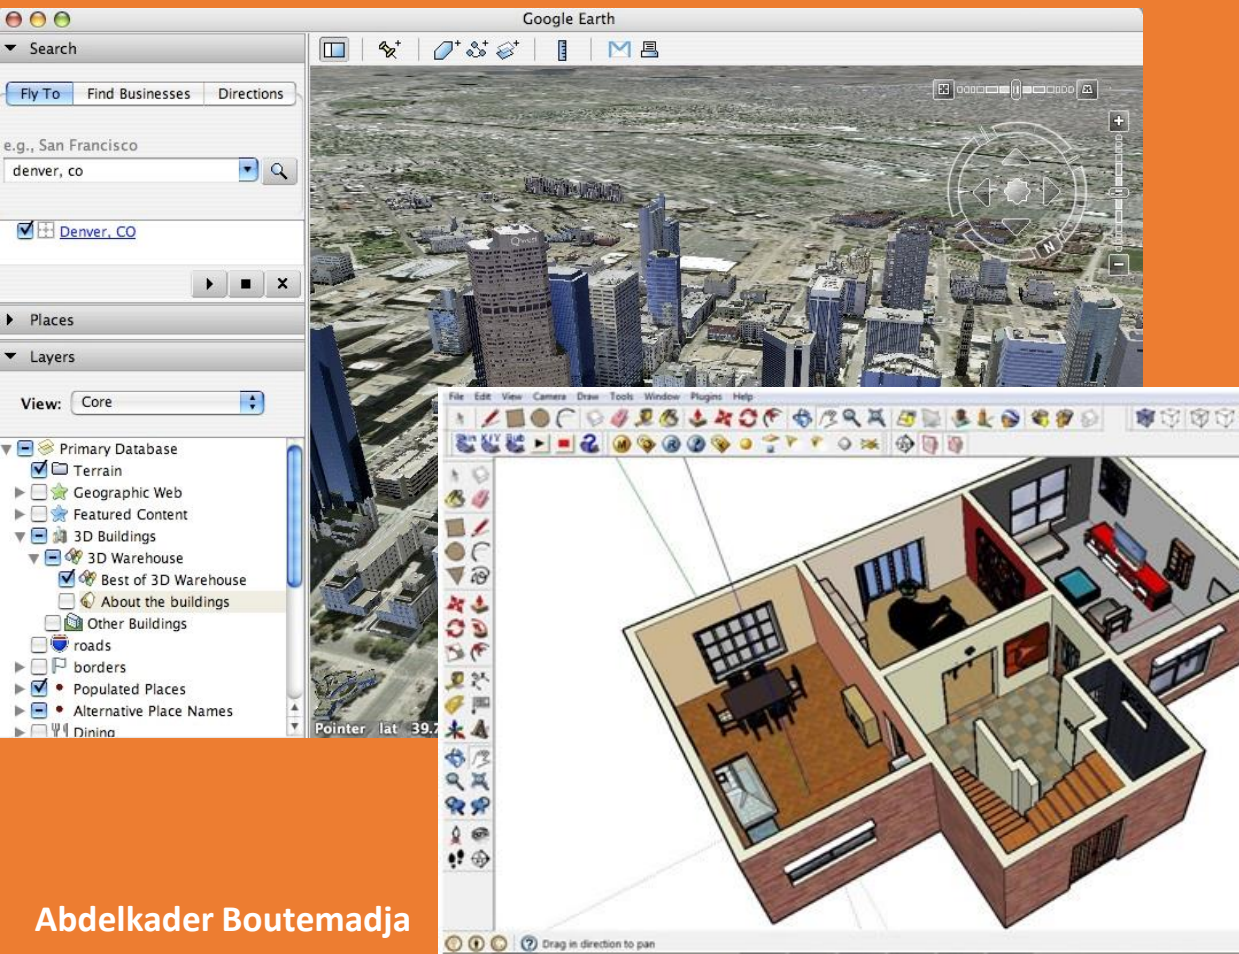 Google Earth
Search
Fly To Find Businesses Directions
e.g., San Francisco
denver, co
Denver, CO
Places
Layers
View: Core
Primary Database
Terrain
Geographic Web
Featured Content
3D Buildings
3D Warehouse
Best of 3D Warehouse
About the buildings
Other Buildings
roads
borders
Populated Places
Alternative Place Names
Dining
Qwest
N
Pointer lat 39.7
File Edit View Camera Draw Tools Window Plugins Help
Drag in direction to pan
Abdelkader Boutemadja